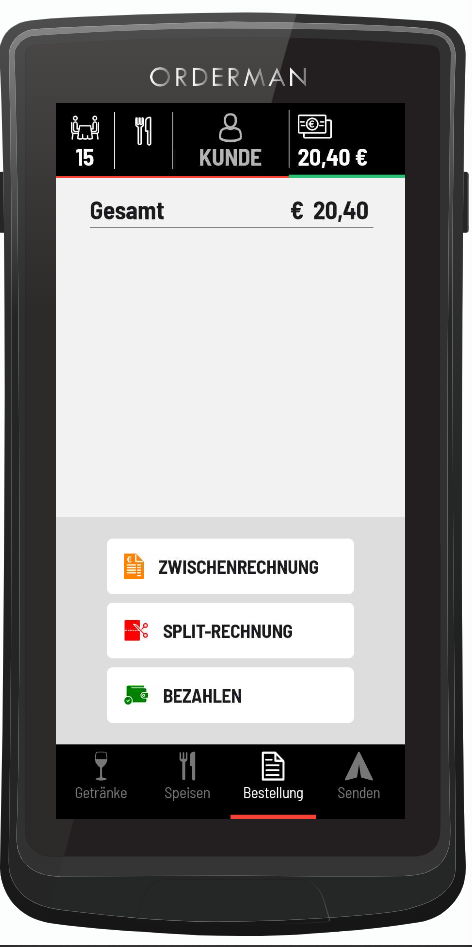 ORDERMAN
15
KUNDE
20,40 €
Gesamt € 20,40
ZWISCHENRECHNUNG
SPLIT-RECHNUNG
BEZAHLEN
Getränke Speisen Bestellung Senden